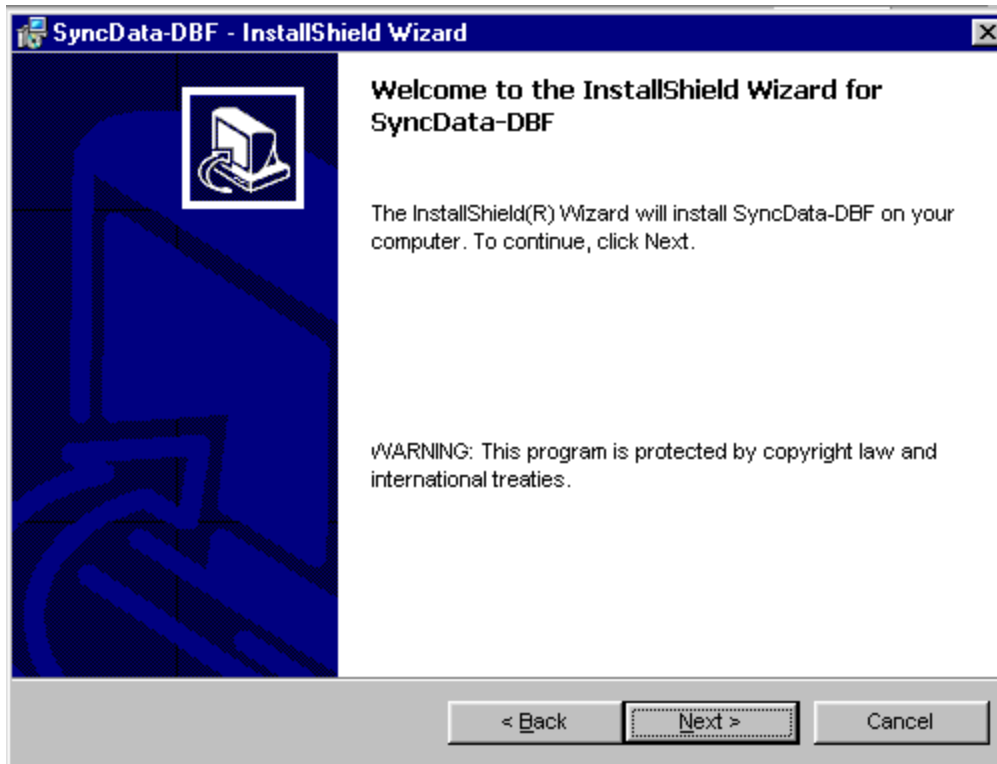 SyncData-DBF - InstallShield Wizard
Welcome to the InstallShield Wizard for
SyncData-DBF
The InstallShield(R) Wizard will install SyncData-DBF on your
computer. To continue, click Next.
WARNING: This program is protected by copyright law and
international treaties.
< Back
Next >
Cancel